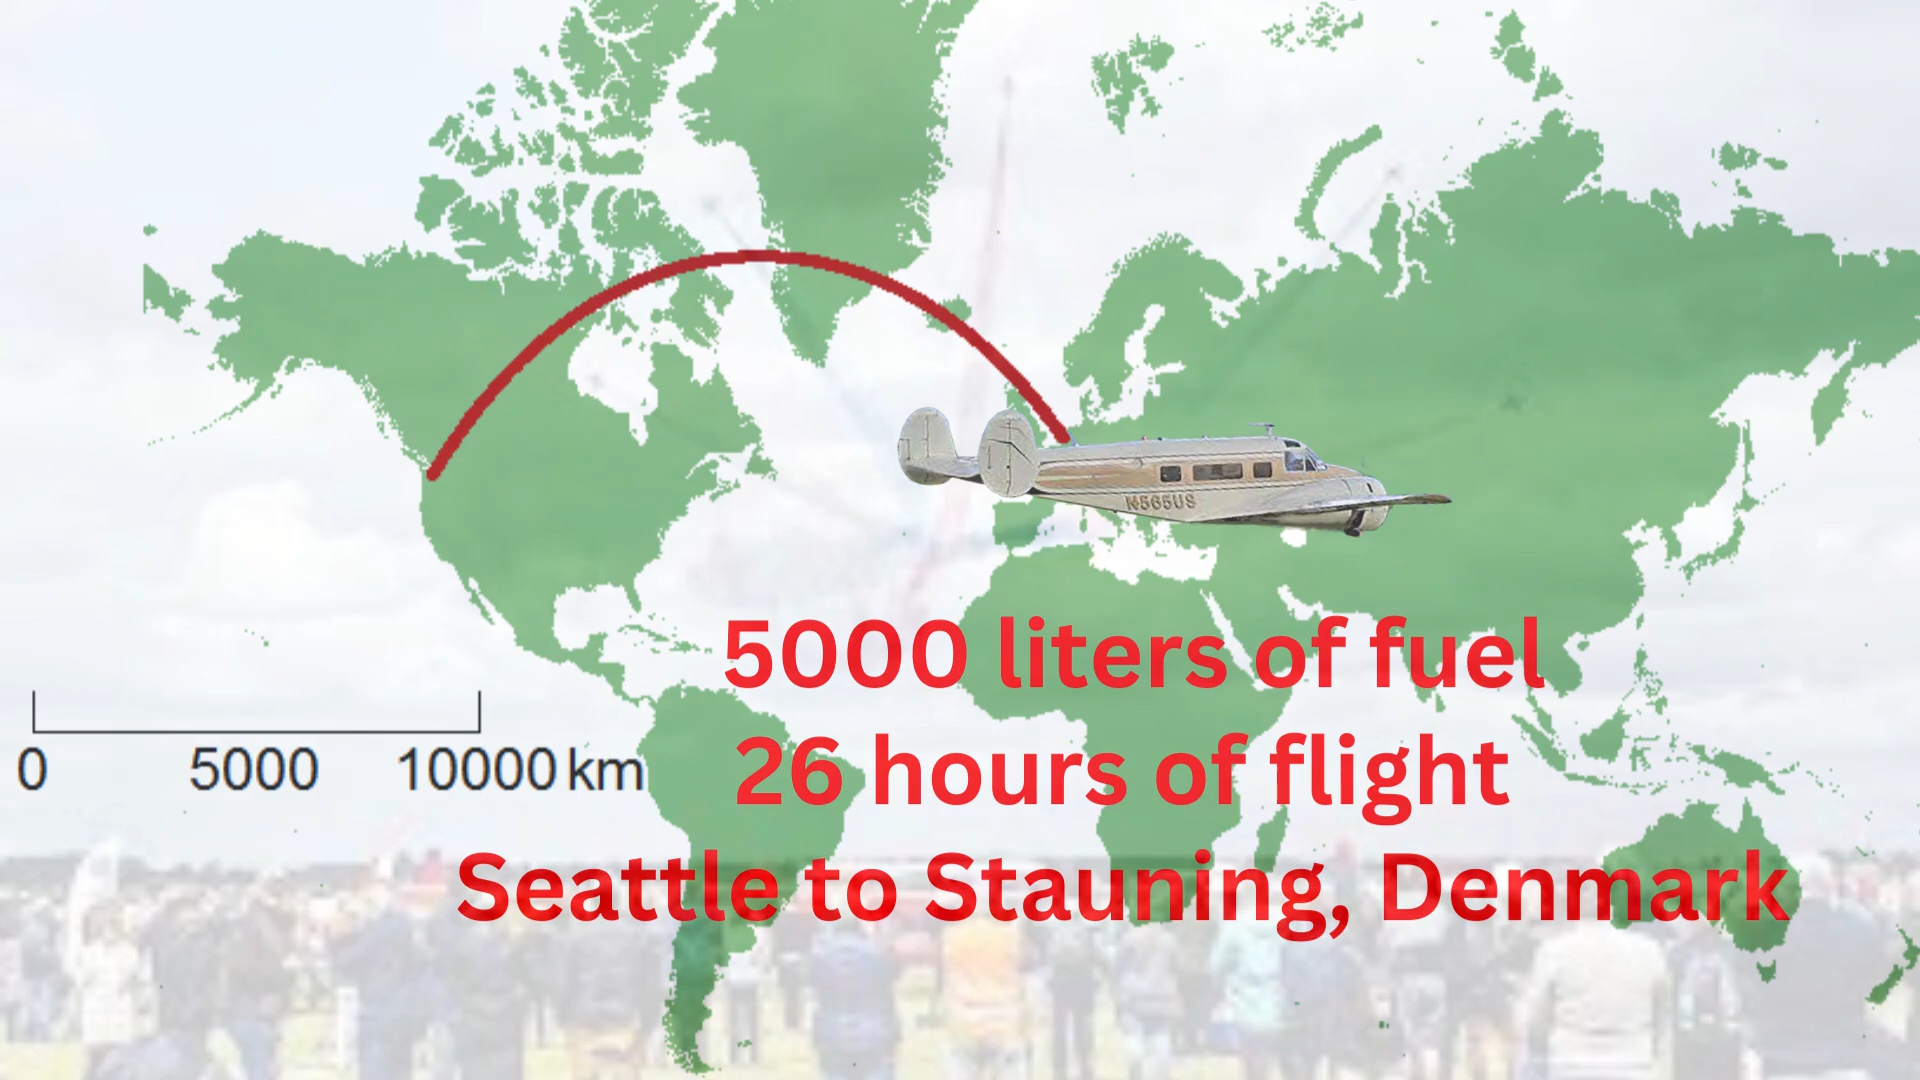 N565US
5000 liters of fuel
0 5000 10000 km
26 hours of flight
Seattle to Stauning, Denmark